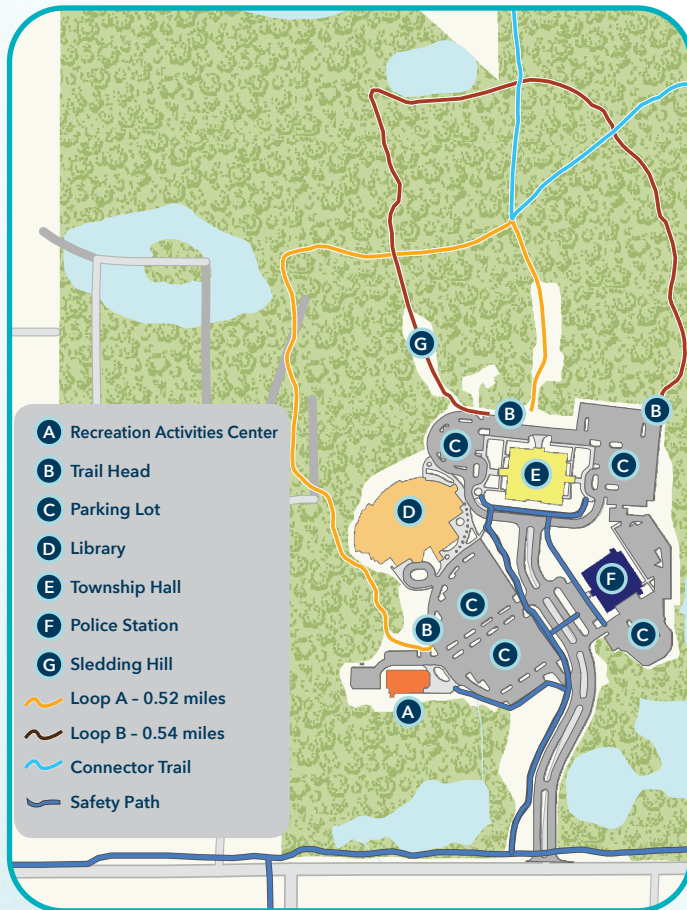 G
B
B
C
C
E
D
F
C
B
C
C
A
A Recreation Activities Center
B Trail Head
C Parking Lot
D Library
E Township Hall
F Police Station
G Sledding Hill
Loop A – 0.52 miles
Loop B – 0.54 miles
Connector Trail
Safety Path